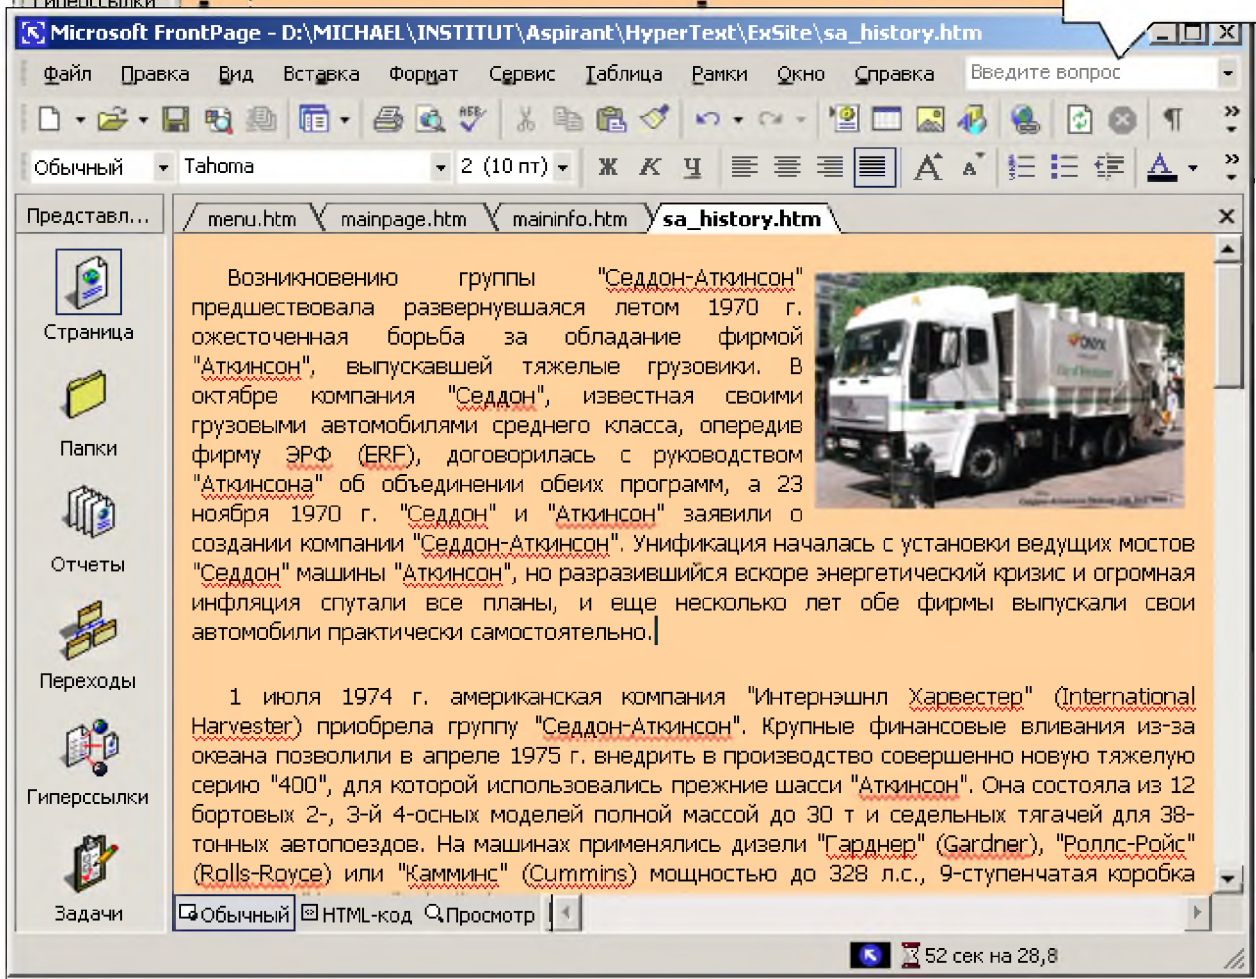 Гиперссылки
Microsoft FrontPage - D:\MICHAEL\INSTITUT\Aspirant\HyperText\ExSite\sa_history.htm
Файл Правка Вид Вставка Формат Сервис Таблица Рамки Окно Справка Введите вопрос
Обычный Tahoma 2 (10 пт) Ж К Ч
Представл... menu.htm mainpage.htm maininfo.htm sa_history.htm
Страница
Папки
Отчеты
Переходы
Гиперссылки
Задачи
Возникновению группы "Седдон-Аткинсон"
предшествовала развернувшаяся летом 1970 г.
ожесточенная борьба за обладание фирмой
"Аткинсон", выпускавшей тяжелые грузовики. В
октябре компания "Седдон", известная своими
грузовыми автомобилями среднего класса, опередив
фирму ЭРФ (ERF), договорилась с руководством
"Аткинсона" об объединении обеих программ, а 23
ноября 1970 г. "Седдон" и "Аткинсон" заявили о
создании компании "Седдон-Аткинсон". Унификация началась с установки ведущих мостов
"Седдон" машины "Аткинсон", но разразившийся вскоре энергетический кризис и огромная
инфляция спутали все планы, и еще несколько лет обе фирмы выпускали свои
автомобили практически самостоятельно.
ONYX
1 июля 1974 г. американская компания "Интернэшнл Харвестер" (International
Harvester) приобрела группу "Седдон-Аткинсон". Крупные финансовые вливания из-за
океана позволили в апреле 1975 г. внедрить в производство совершенно новую тяжелую
серию "400", для которой использовались прежние шасси "Аткинсон". Она состояла из 12
бортовых 2-, 3-й 4-осных моделей полной массой до 30 т и седельных тягачей для 38-
тонных автопоездов. На машинах применялись дизели "Гарднер" (Gardner), "Роллс-Ройс"
(Rolls-Royce) или "Камминс" (Cummins) мощностью до 328 л.с., 9-ступенчатая коробка
Обычный HTML-код Просмотр
52 сек на 28,8